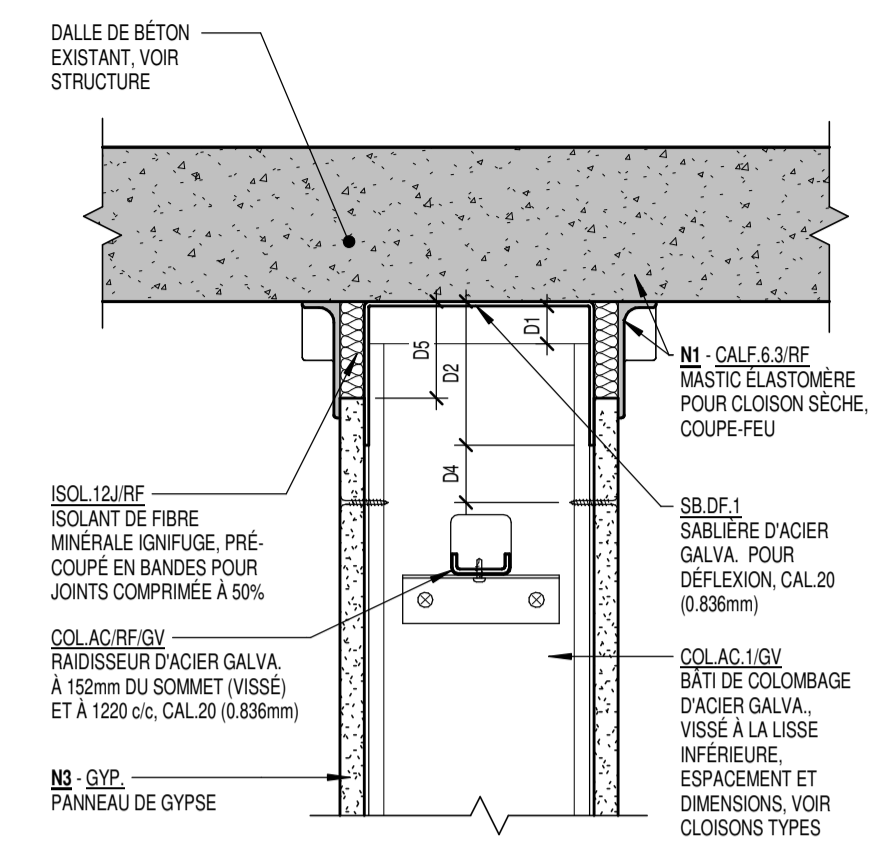 DALLE DE BÉTON
EXISTANT, VOIR
STRUCTURE
D1
D5
D2
D4
N1 - CALF.6.3/RF
MASTIC ÉLASTOMÈRE
POUR CLOISON SÈCHE,
COUPE-FEU
ISOL.12J/RF
ISOLANT DE FIBRE
MINÉRALE IGNIFUGE, PRÉ-
COUPÉ EN BANDES POUR
JOINTS COMPRIMÉE À 50%
SB.DF.1
SABLIÈRE D'ACIER
GALVA. POUR
DÉFLEXION, CAL.20
(0.836mm)
COL.AC/RF/GV
RAIDISSEUR D'ACIER GALVA.
À 152mm DU SOMMET (VISSÉ)
ET À 1220 c/c, CAL.20 (0.836mm)
COL.AC.1/GV
BÂTI DE COLOMBAGE
D'ACIER GALVA.,
VISSÉ À LA LISSE
INFÉRIEURE,
ESPACEMENT ET
DIMENSIONS, VOIR
CLOISONS TYPES
N3 - GYP.
PANNEAU DE GYPSE